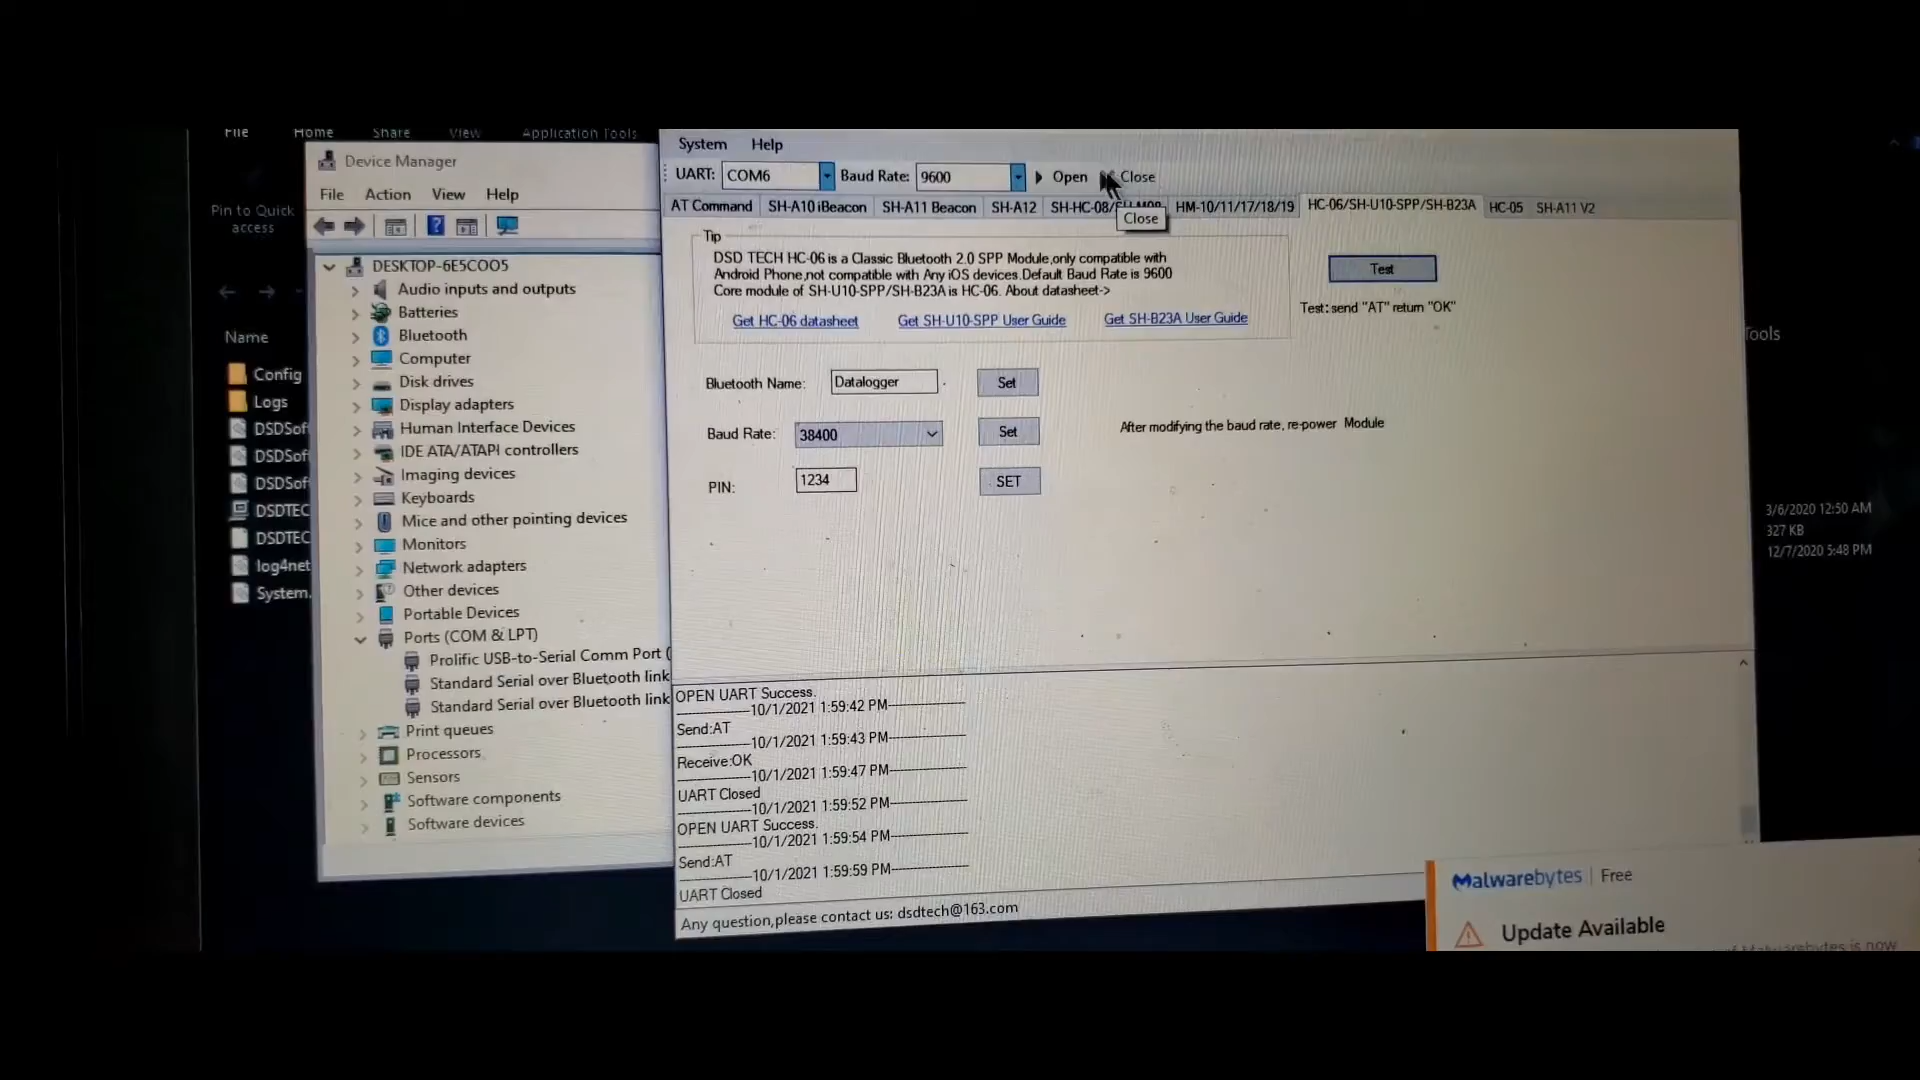 File Home Share View Application Tools
Pin to Quick
access
Name
Config
Logs
DSDSof
DSDSof
DSDSof
DSDTEC
DSDTEC
log4net
System.
Device Manager
File Action View Help
DESKTOP-6E5COO5
Audio inputs and outputs
Batteries
Bluetooth
Computer
Disk drives
Display adapters
Human Interface Devices
IDE ATA/ATAPI controllers
Imaging devices
Keyboards
Mice and other pointing devices
Monitors
Network adapters
Other devices
Portable Devices
Ports (COM & LPT)
Prolific USB-to-Serial Comm Port (
Standard Serial over Bluetooth link
Standard Serial over Bluetooth link
Print queues
Processors
Sensors
Software components
Software devices
System Help
UART: COM6 Baud Rate: 9600 Open Close
AT Command SH-A10 iBeacon SH-A11 Beacon SH-A12 SH-HC-08/ HM-10/11/17/18/19 HC-06/SH-U10-SPP/SH-B23A HC-05 SH-A11 V2
Close
Tip
DSD TECH HC-06 is a Classic Bluetooth 2.0 SPP Module,only compatible with
Android Phone,not compatible with Any iOS devices.Default Baud Rate is 9600
Core module of SH-U10-SPP/SH-B23A is HC-06. About datasheet->
Get HC-06 datasheet Get SH-U10-SPP User Guide Get SH-B23A User Guide
Test
Test: send "AT" return "OK"
Bluetooth Name: Datalogger Set
Baud Rate: 38400 Set
After modifying the baud rate, re-power Module
PIN: 1234 SET
OPEN UART Success.
----------------10/1/2021 1:59:42 PM----------------
Send:AT
----------------10/1/2021 1:59:43 PM----------------
Receive:OK
----------------10/1/2021 1:59:47 PM----------------
UART Closed
----------------10/1/2021 1:59:52 PM----------------
OPEN UART Success.
----------------10/1/2021 1:59:54 PM----------------
Send:AT
----------------10/1/2021 1:59:59 PM----------------
UART Closed
Any question,please contact us: dsdtech@163.com
Tools
3/6/2020 12:50 AM
327 KB
12/7/2020 5:48 PM
Malwarebytes | Free
Update Available
of Malwarebytes is now